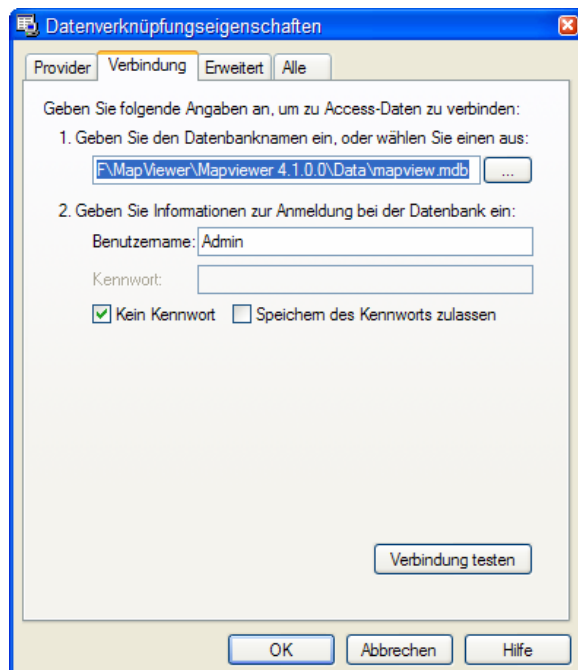 Datenverknüpfungseigenschaften
Provider Verbindung Erweitert Alle
Geben Sie folgende Angaben an, um zu Access-Daten zu verbinden:
1. Geben Sie den Datenbanknamen ein, oder wählen Sie einen aus:
F\MapViewer\Mapviewer 4.1.0.0\Data\mapview.mdb ...
2. Geben Sie Informationen zur Anmeldung bei der Datenbank ein:
Benutzername: Admin
Kennwort:
Kein Kennwort Speichern des Kennworts zulassen
Verbindung testen
OK Abbrechen Hilfe